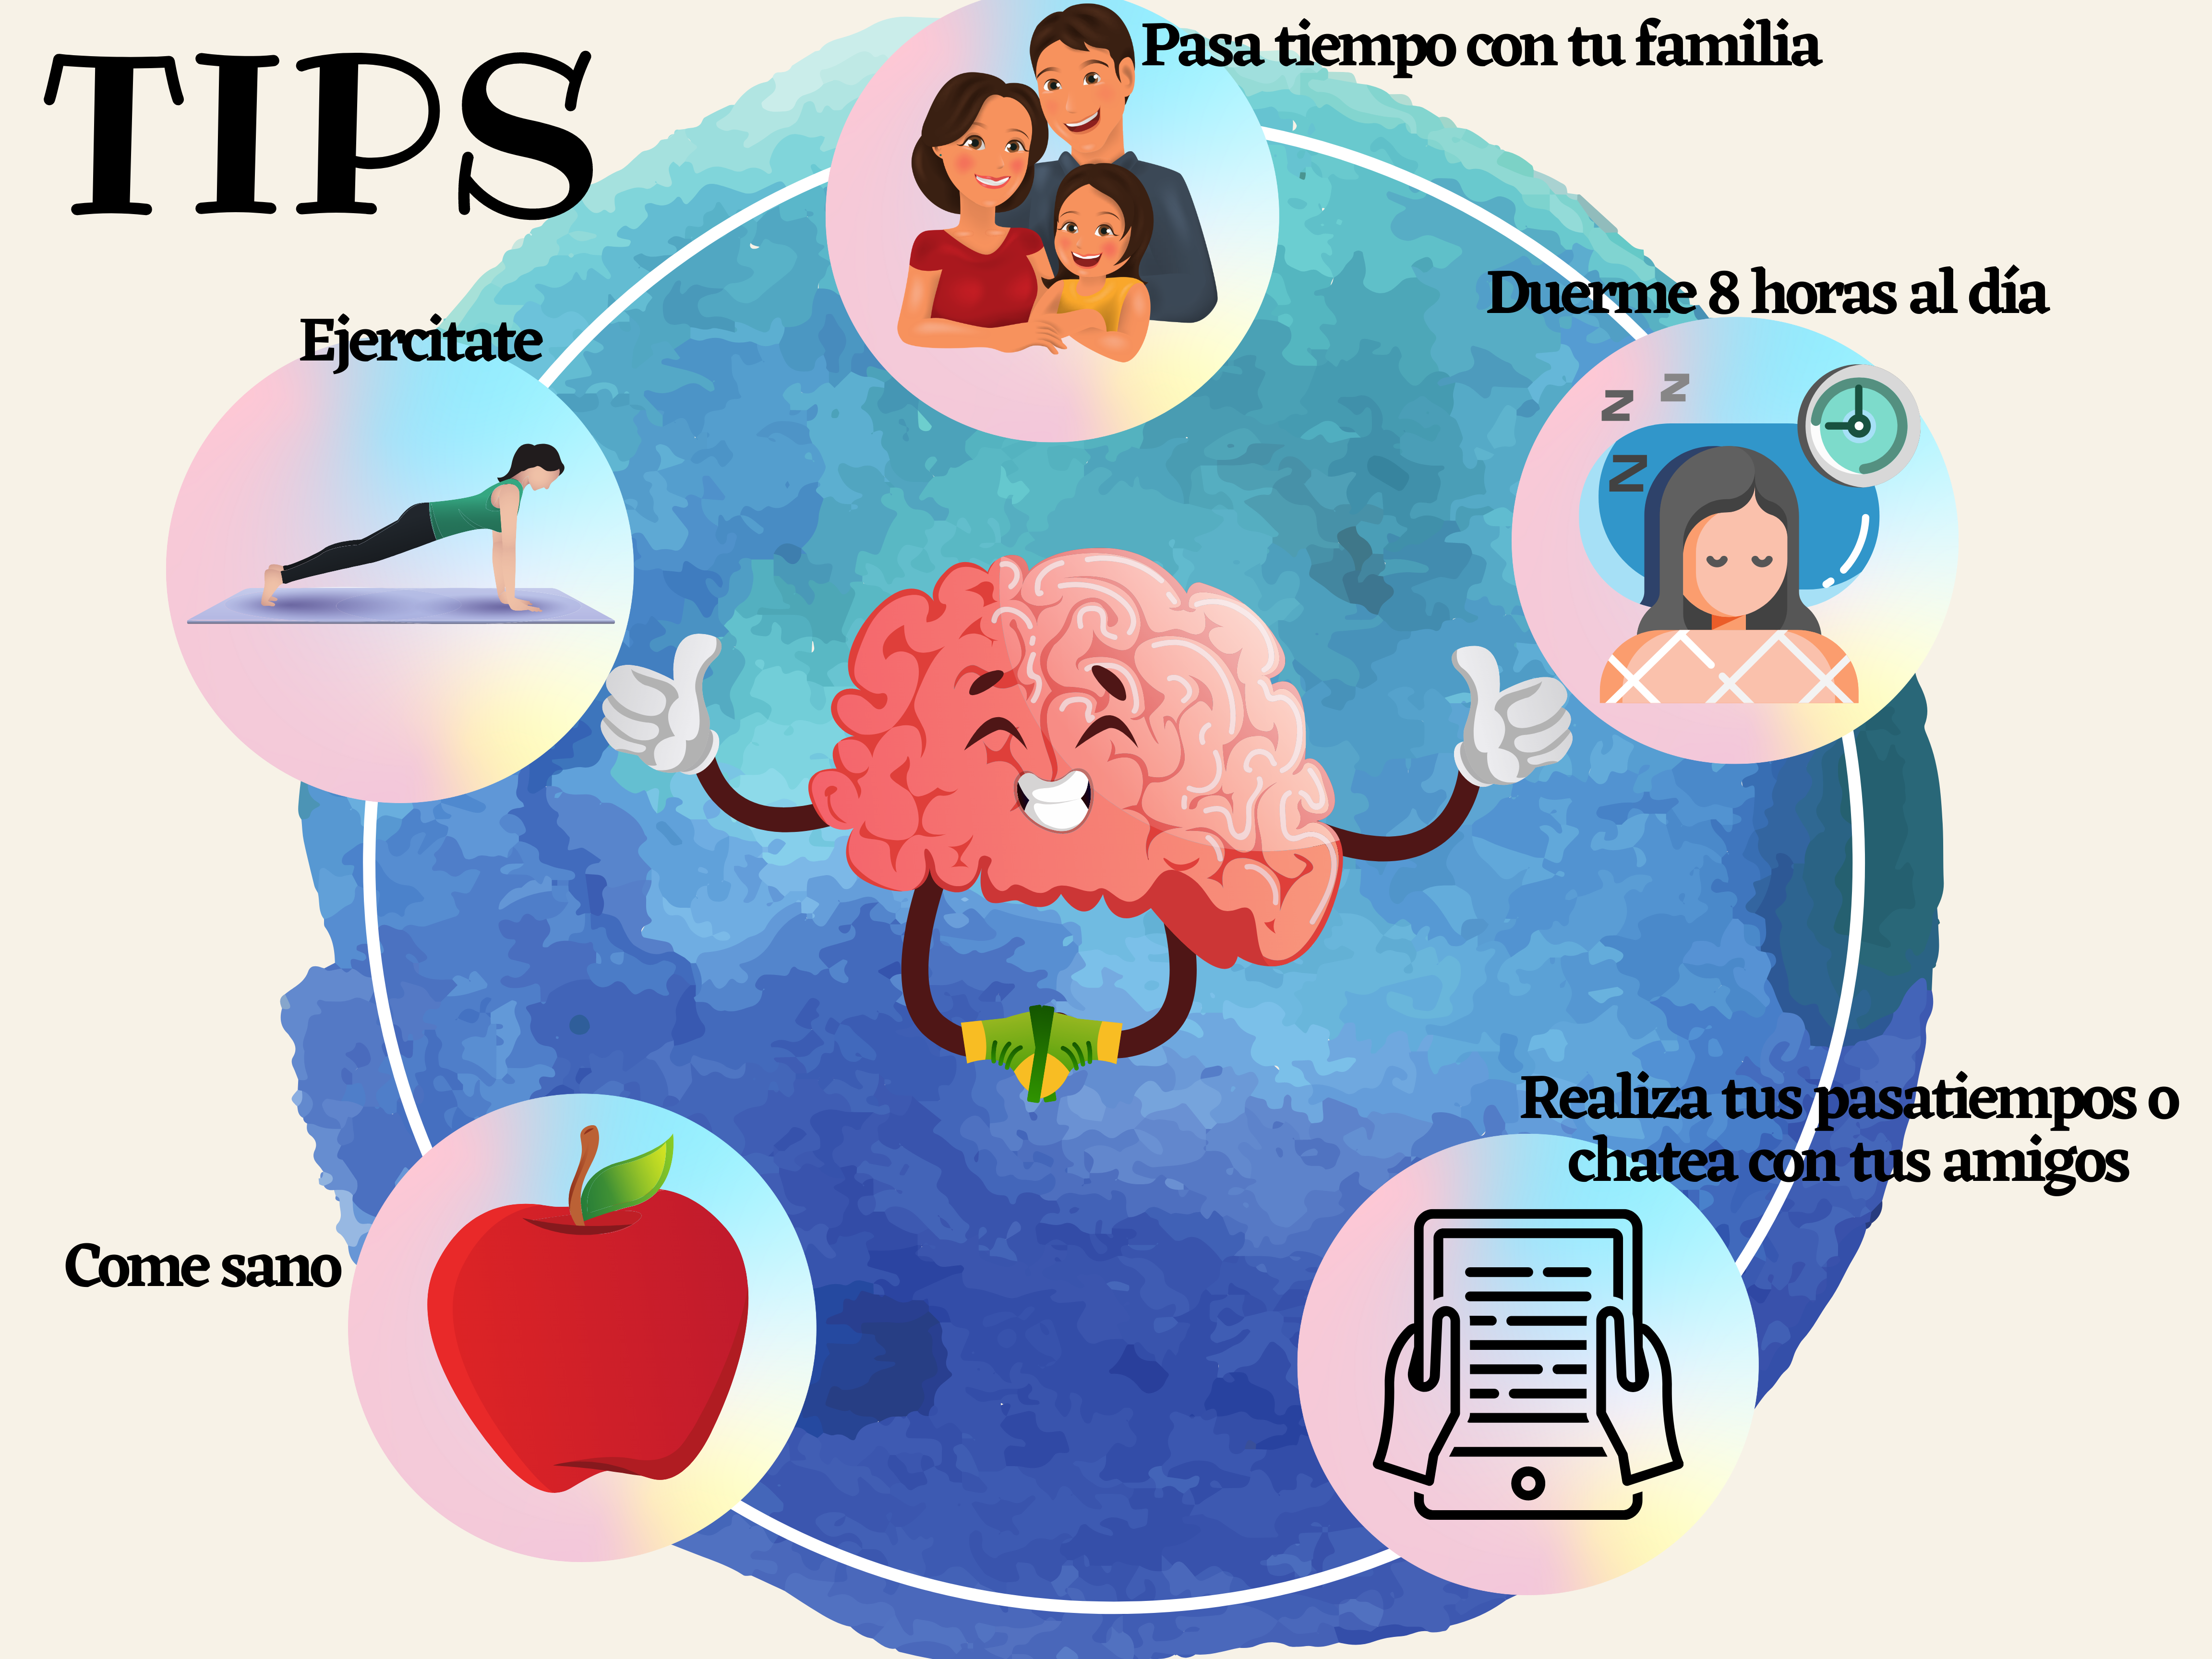 TIPS
Pasa tiempo con tu familia
Duerme 8 horas al día
Ejercitate
Realiza tus pasatiempos o
chatea con tus amigos
Come sano
z z
z